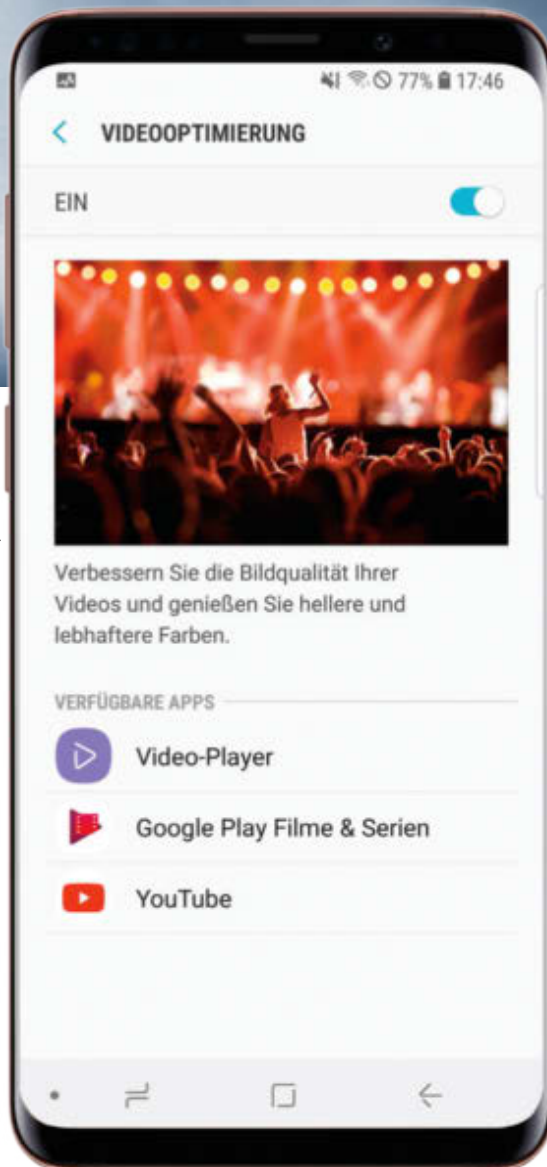 77% 17:46
VIDEOOPTIMIERUNG
EIN
Verbessern Sie die Bildqualität Ihrer
Videos und genießen Sie hellere und
lebhaftere Farben.
VERFÜGBARE APPS
Video-Player
Google Play Filme & Serien
YouTube